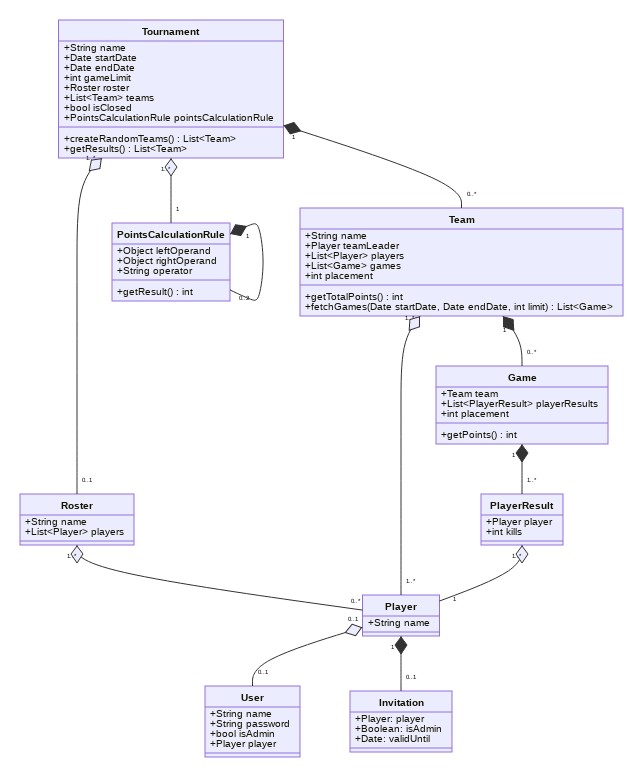 Tournament
+String name
+Date startDate
+Date endDate
+int gameLimit
+Roster roster
+List<Team> teams
+bool isClosed
+PointsCalculationRule pointsCalculationRule
+createRandomTeams() : List<Team>
+getResults() : List<Team>
1
1..*
1..*
0..*
1
PointsCalculationRule
+Object leftOperand
+Object rightOperand
+String operator
+getResult() : int
1
0..2
Team
+String name
+Player teamLeader
+List<Player> players
+List<Game> games
+int placement
+getTotalPoints() : int
+fetchGames(Date startDate, Date endDate, int limit) : List<Game>
1..*
1
0..*
Game
+Team team
+List<PlayerResult> playerResults
+int placement
+getPoints() : int
1
1..*
0..1
Roster
+String name
+List<Player> players
1..*
PlayerResult
+Player player
+int kills
1..*
1..*
0..*
1
Player
+String name
0..1
1
0..1
0..1
User
+String name
+String password
+bool isAdmin
+Player player
Invitation
+Player: player
+Boolean: isAdmin
+Date: validUntil